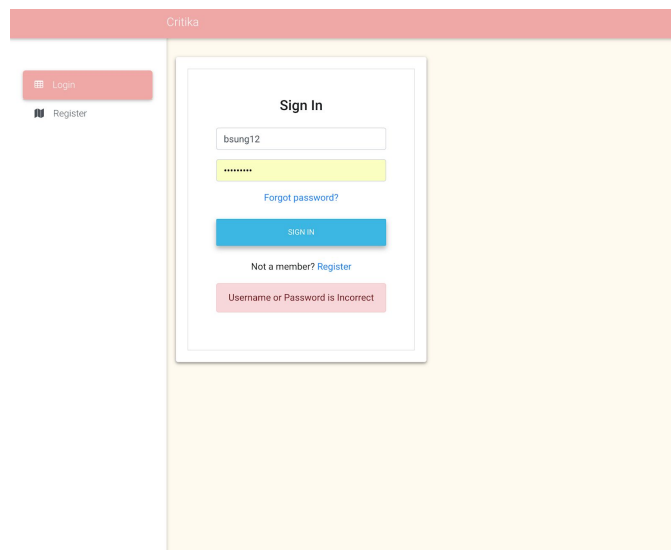 Critika
Login
Register
Sign In
bsung12
•••••••••
Forgot password?
SIGN IN
Not a member? Register
Username or Password is Incorrect